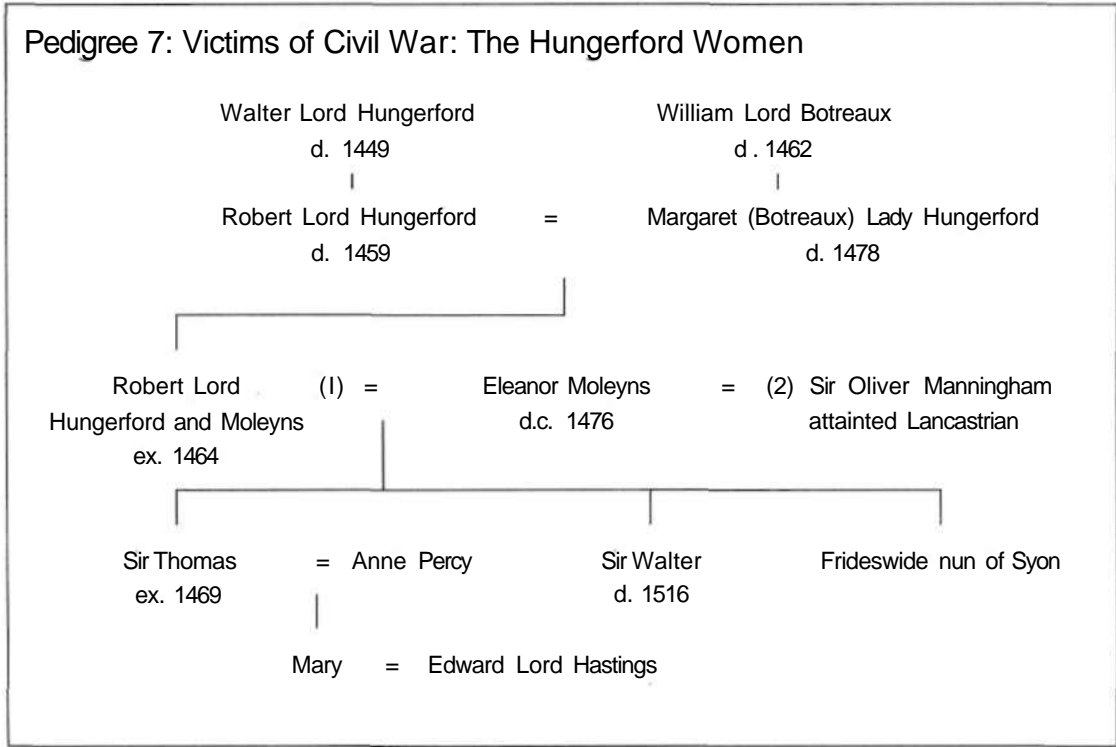 Pedigree 7: Victims of Civil War: The Hungerford Women
Walter Lord Hungerford William Lord Botreaux
d. 1449 d . 1462
Robert Lord Hungerford = Margaret (Botreaux) Lady Hungerford
d. 1459 d. 1478
Robert Lord (I) = Eleanor Moleyns = (2) Sir Oliver Manningham
Hungerford and Moleyns d.c. 1476 attainted Lancastrian
ex. 1464
Sir Thomas = Anne Percy Sir Walter Frideswide nun of Syon
ex. 1469 d. 1516
Mary = Edward Lord Hastings